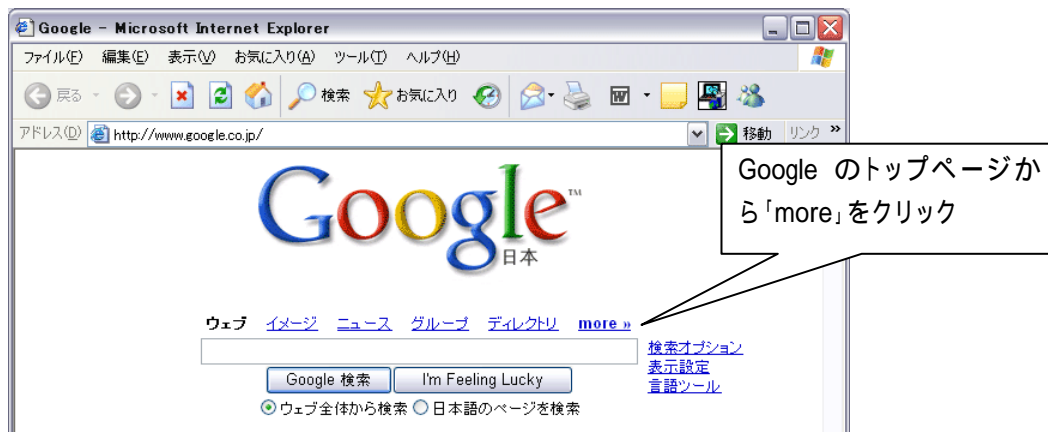 Google - Microsoft Internet Explorer
ファイル(F) 編集(E) 表示(V) お気に入り(A) ツール(T) ヘルプ(H)
戻る 検索 お気に入り
アドレス(D) http://www.google.co.jp/ 移動 リンク »
Google のトップページか
ら「more」をクリック
Google™
日本
ウェブ イメージ ニュース グループ ディレクトリ more »
検索オプション
表示設定
言語ツール
Google 検索 I'm Feeling Lucky
ウェブ全体から検索 日本語のページを検索